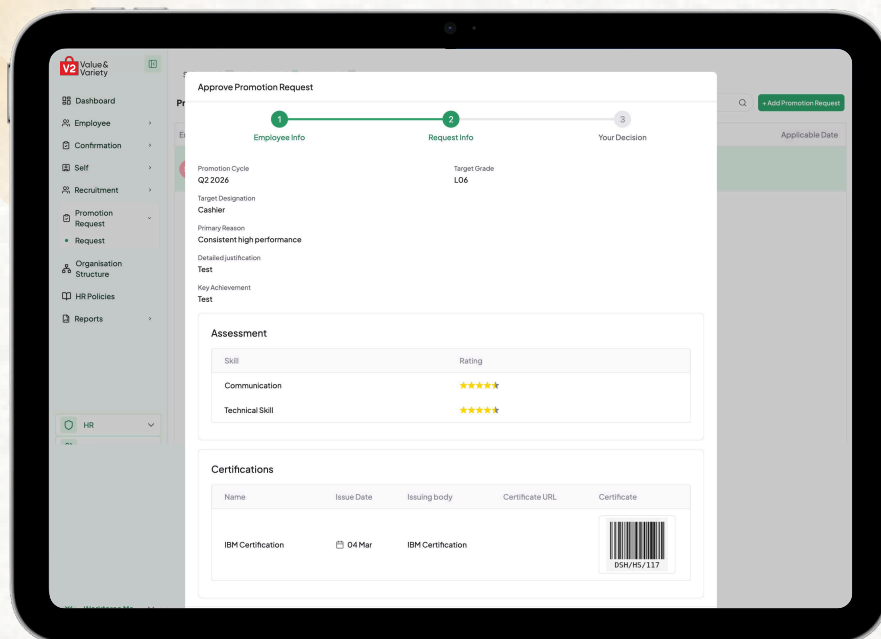 V2 Value &
Variety
Dashboard
Employee
Confirmation
Self
Recruitment
Promotion
Request
Request
Organisation
Structure
HR Policies
Reports
HR
Approve Promotion Request
+ Add Promotion Request
Applicable Date
1
2
3
Employee Info
Request Info
Your Decision
Promotion Cycle
Q2 2026
Target Grade
L06
Target Designation
Cashier
Primary Reason
Consistent high performance
Detailed justification
Test
Key Achievement
Test
Assessment
Skill
Rating
Communication
Technical Skill
Certifications
Name
Issue Date
Issuing body
Certificate URL
Certificate
IBM Certification
04 Mar
IBM Certification
DSH/HS/117